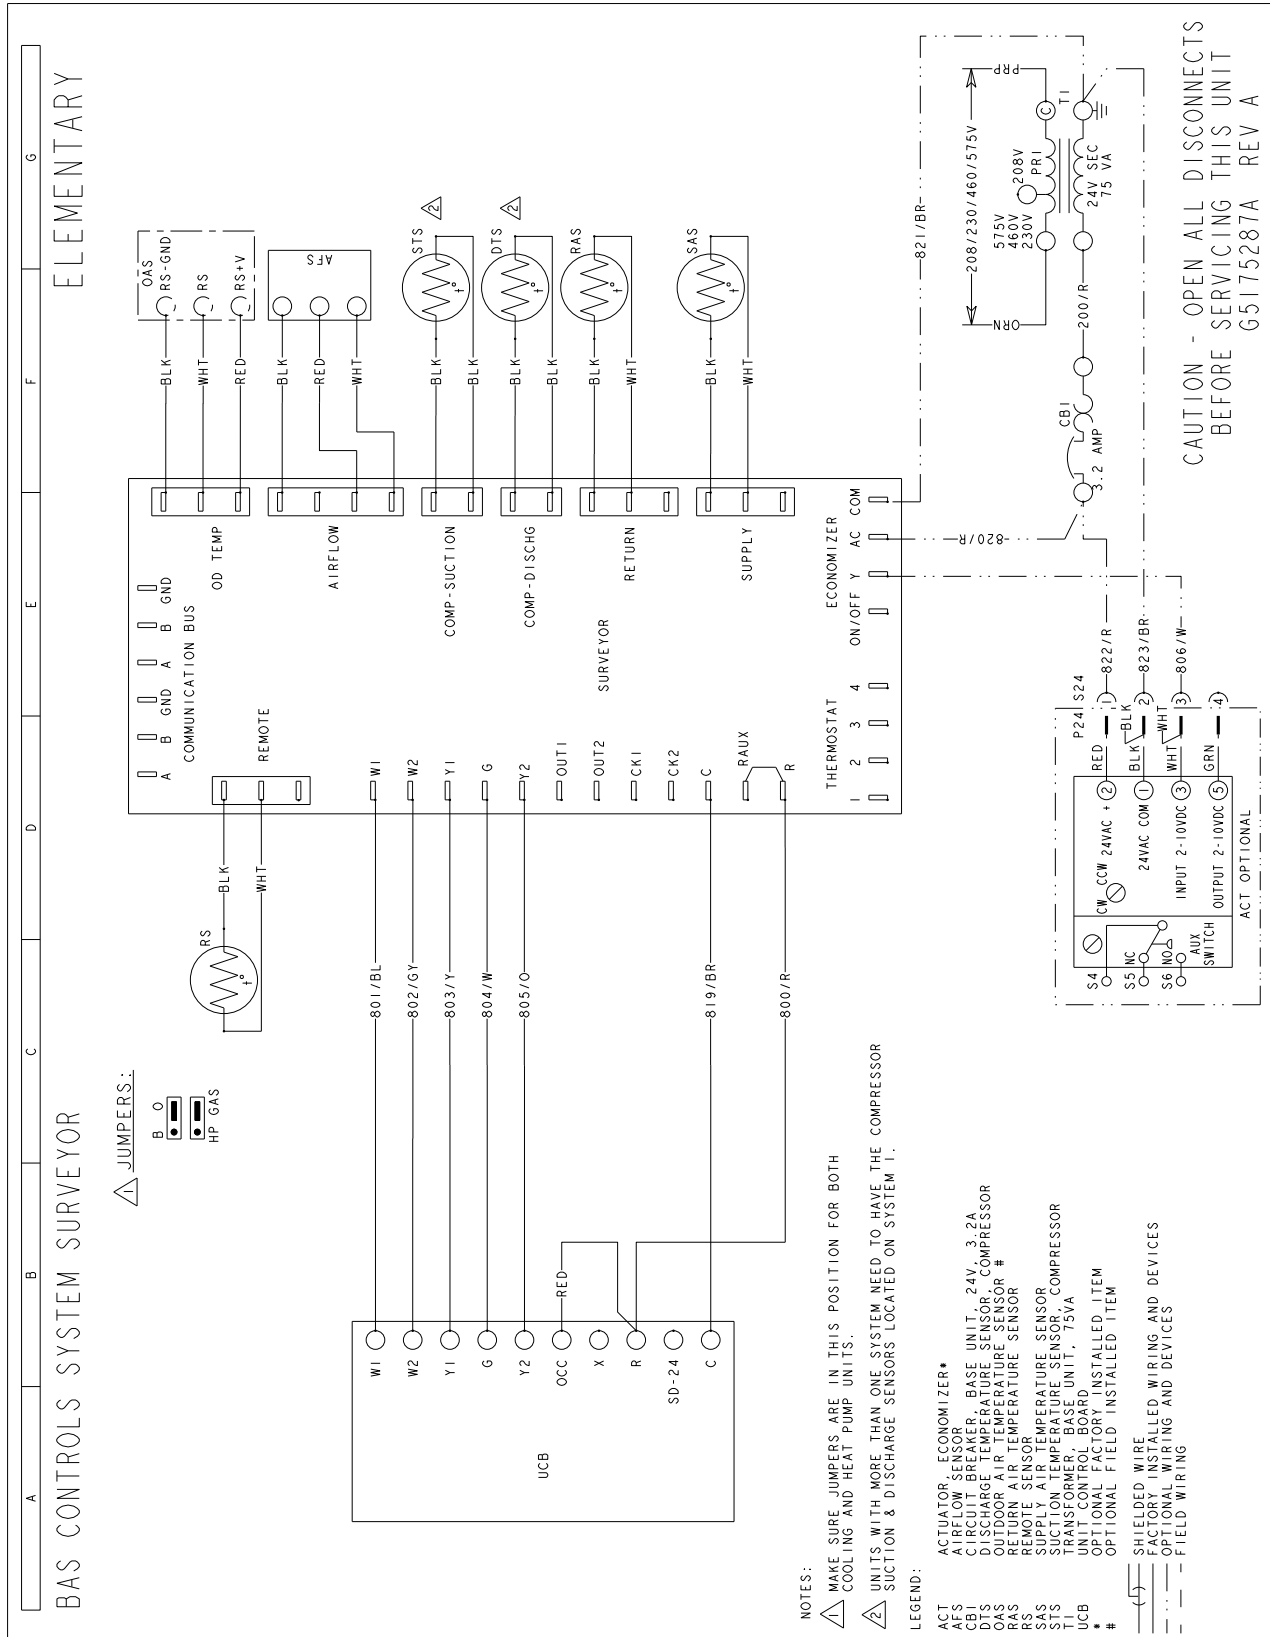 BAS CONTROLS SYSTEM SURVEYOR
ELEMENTARY
A B C D E F G
JUMPERS:
1
B O
HP GAS
RS
BLK
WHT
REMOTE
A B GND A B GND
COMMUNICATION BUS
OD TEMP
AIRFLOW
COMP-SUCTION
COMP-DISCHG
RETURN
SUPPLY
SURVEYOR
BLK
WHT
RED
OAS
RS-GND
RS
RS+V
BLK
RED
WHT
AFS
BLK
BLK
STS
t°
2
BLK
BLK
DTS
t°
2
BLK
WHT
RAS
t°
BLK
WHT
SAS
t°
t°
UCB
W1
W2
Y1
G
Y2
OCC
X
R
SD-24
C
RED
801/BL
802/GY
803/Y
804/W
805/O
819/BR
800/R
W1
W2
Y1
G
Y2
OUT1
OUT2
CK1
CK2
C
RAUX
R
THERMOSTAT
1 2 3 4
ECONOMIZER
ON/OFF Y AC COM
821/BR
820/R
208/230/460/575V
PRP
ORN
575V
460V
230V
208V
PRI
C
T1
24V SEC
75 VA
200/R
CB1
3.2 AMP
822/R
823/BR
806/W
P24 S24
1
2
3
4
RED
BLK
BLK
WHT
WHT
GRN
CW CCW
24VAC + 2
24VAC COM 1
INPUT 2-10VDC 3
OUTPUT 2-10VDC 5
S4
S5 NC
S6 NO
AUX
SWITCH
ACT OPTIONAL
NOTES:
1 MAKE SURE JUMPERS ARE IN THIS POSITION FOR BOTH
COOLING AND HEAT PUMP UNITS.
2 UNITS WITH MORE THAN ONE SYSTEM NEED TO HAVE THE COMPRESSOR
SUCTION & DISCHARGE SENSORS LOCATED ON SYSTEM 1.
LEGEND:
ACT ACTUATOR, ECONOMIZER*
AFS AIRFLOW SENSOR
CB1 CIRCUIT BREAKER, BASE UNIT, 24V, 3.2A
DTS DISCHARGE TEMPERATURE SENSOR, COMPRESSOR
OAS OUTDOOR AIR TEMPERATURE SENSOR #
RAS RETURN AIR TEMPERATURE SENSOR
RS REMOTE SENSOR
SAS SUPPLY AIR TEMPERATURE SENSOR
STS SUCTION TEMPERATURE SENSOR, COMPRESSOR
T1 TRANSFORMER, BASE UNIT, 75VA
UCB UNIT CONTROL BOARD
* OPTIONAL FACTORY INSTALLED ITEM
# OPTIONAL FIELD INSTALLED ITEM
SHIELDED WIRE
FACTORY INSTALLED WIRING AND DEVICES
OPTIONAL WIRING AND DEVICES
FIELD WIRING
CAUTION - OPEN ALL DISCONNECTS
BEFORE SERVICING THIS UNIT
G5175287A REV A